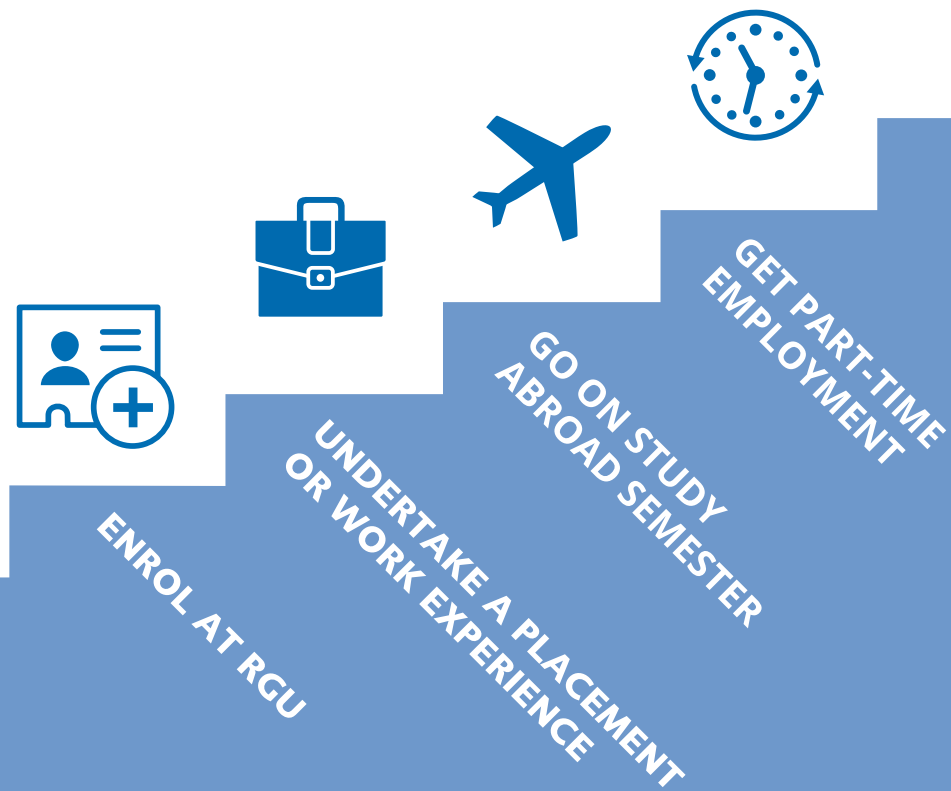 ENROL AT RGU
UNDERTAKE A PLACEMENT
OR WORK EXPERIENCE
GO ON STUDY
ABROAD SEMESTER
GET PART-TIME
EMPLOYMENT